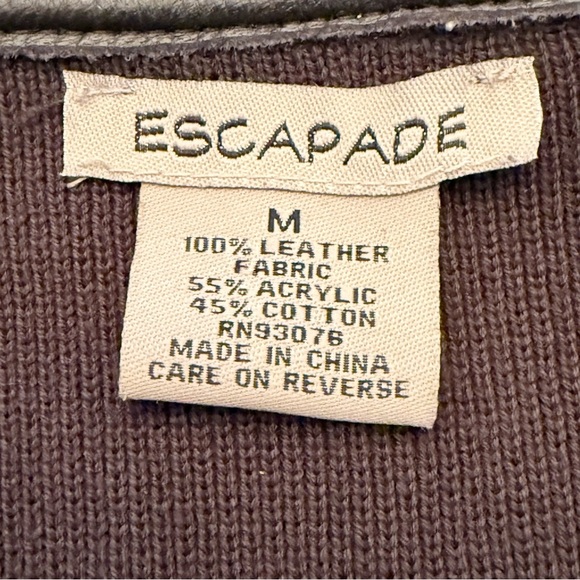 ESCAPADE
M
100% LEATHER
FABRIC
55% ACRYLIC
45% COTTON
RN93076
MADE IN CHINA
CARE ON REVERSE